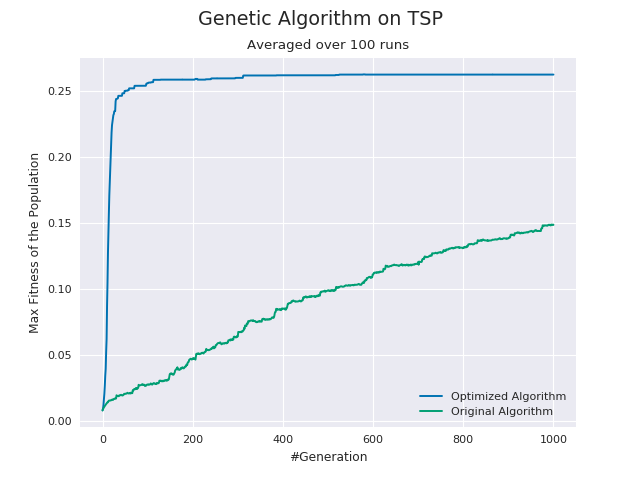 Genetic Algorithm on TSP
Averaged over 100 runs
Max Fitness of the Population
0.25
0.20
0.15
0.10
0.05
0.00
0 200 400 600 800 1000
#Generation
Optimized Algorithm
Original Algorithm